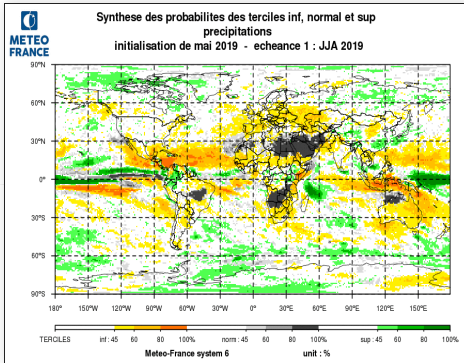 METEO
FRANCE
Synthese des probabilites des terciles inf, normal et sup
precipitations
initialisation de mai 2019 - echeance 1 : JJA 2019
90°N
60°N
30°N
0°
30°S
60°S
90°S
180° 150°W 120°W 90°W 60°W 30°W 0° 30°E 60°E 90°E 120°E 150°E
TERCILES inf : 45 60 80 100% norm : 45 60 80 100% sup : 45 60 80 100%
Meteo-France system 6 unit : %